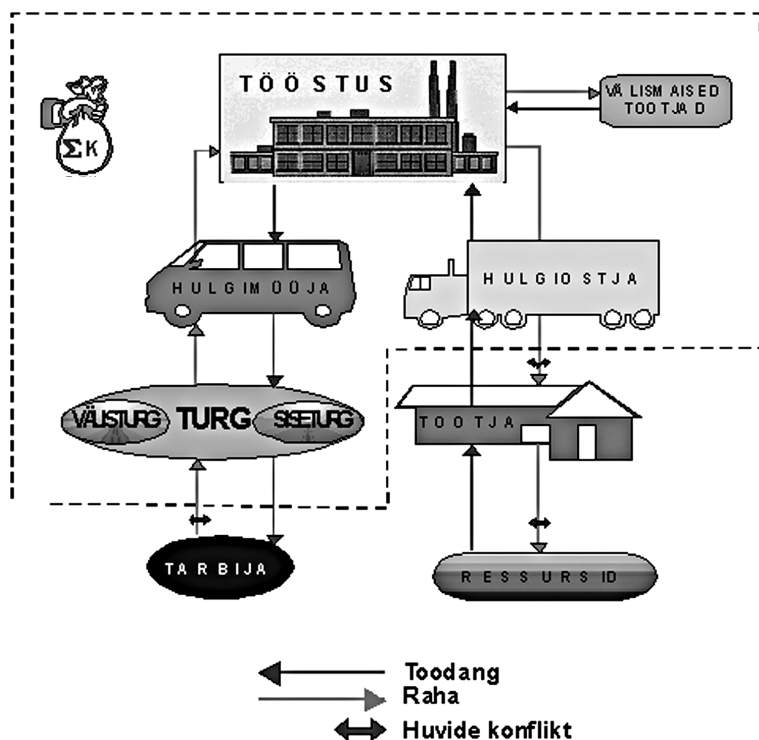 TÖÖSTUS
VÄLISMAISED
TOOTJAD
ΣK
HULGIMÜÜJA
HULGIOSTJA
VÄLISTURG TURG SISETURG
TOOTJA
TARBIJA
RESSURSID
Toodang
Raha
Huvide konflikt